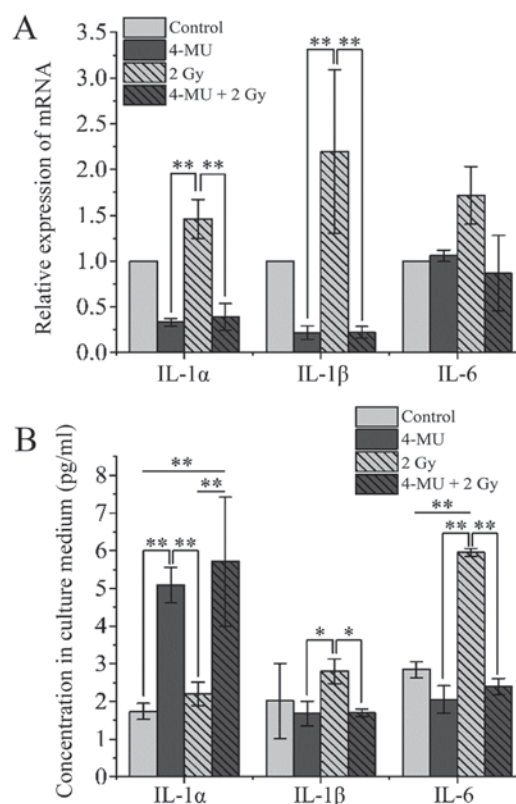 A
Control
4-MU
2 Gy
4-MU + 2 Gy
** **
** **
Relative expression of mRNA
3.5
3.0
2.5
2.0
1.5
1.0
0.5
0.0
IL-1α IL-1β IL-6
B
Control
4-MU
2 Gy
4-MU + 2 Gy
**
**
** **
* *
**
** **
Concentration in culture medium (pg/ml)
8
7
6
5
4
3
2
1
0
IL-1α IL-1β IL-6